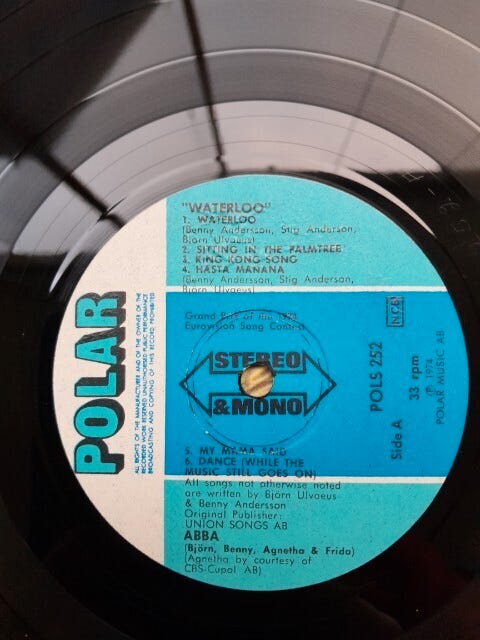 "WATERLOO"
1. WATERLOO
(Benny Andersson, Stig Andersson,
Björn Ulvaeus)
2. SITTING IN THE PALMTREE
3. KING KONG SONG
4. HASTA MANANA
(Benny Andersson, Stig Anderson,
Björn Ulvaeus)
Grand Prix of the 1974
Eurovision Song Contest
STEREO
& MONO
POLS 252
NCB
Side A
33 rpm
Ⓟ 1974
POLAR MUSIC AB
POLAR
ALL RIGHTS OF THE MANUFACTURER AND OF THE OWNER OF THE
RECORDED WORK RESERVED UNAUTHORISED PUBLIC PERFORMANCE
BROADCASTING AND COPYING OF THIS RECORD PROHIBITED
5. MY MAMA SAID
6. DANCE (WHILE THE
MUSIC STILL GOES ON)
All songs not otherwise noted
are written by Björn Ulvaeus
& Benny Andersson
Original Publisher:
UNION SONGS AB
ABBA
(Björn, Benny, Agnetha & Frida)
(Agnetha by courtesy of
CBS-Cupol AB)